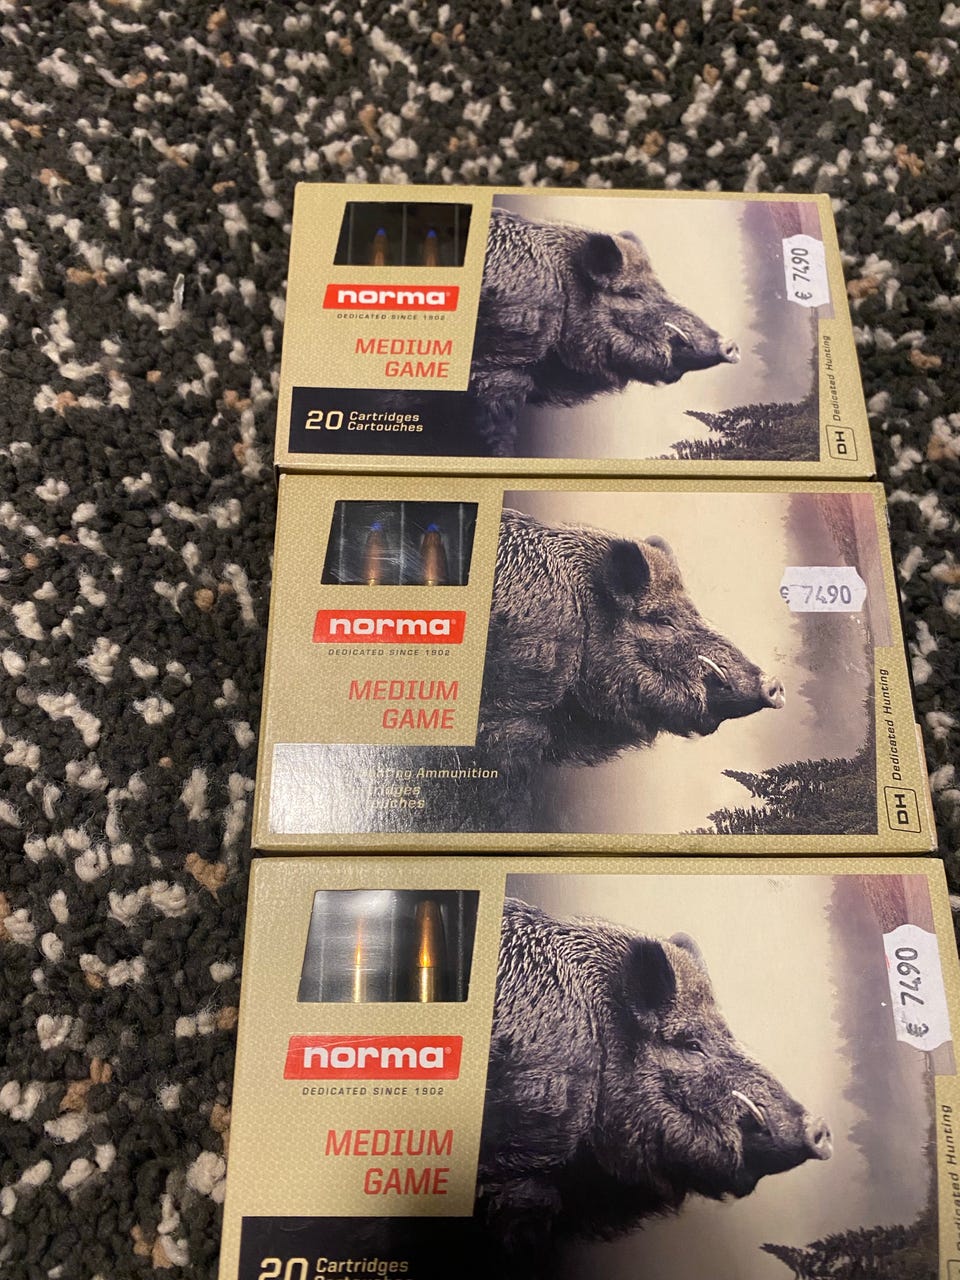 norma
DEDICATED SINCE 1902
MEDIUM
GAME
20 Cartridges
Cartouches
€ 7490
DH Dedicated Hunting
norma
DEDICATED SINCE 1902
MEDIUM
GAME
Ammunition
€ 7490
DH Dedicated Hunting
norma
DEDICATED SINCE 1902
MEDIUM
GAME
20 Cartridges
€ 7490
Dedicated Hunting